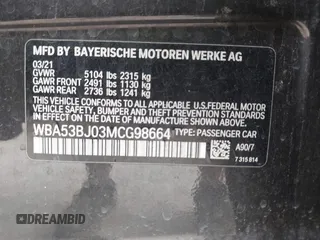 MFD BY BAYERISCHE MOTOREN WERKE AG
03/21
GVWR 5104 lbs 2315 kg
GAWR FRONT 2491 lbs 1130 kg
GAWR REAR 2736 lbs 1241 kg
THIS VEHICLE CONFORMS TO ALL APPLICABLE U.S. FEDERAL MOTOR VEHICLE SAFETY, BUMPER, AND THEFT PREVENTION STANDARDS IN EFFECT ON THE DATE OF MANUFACTURE SHOWN ABOVE.
WBA53BJ03MCG98664 TYPE: PASSENGER CAR
A90/7
7 315 814
DREAMBID